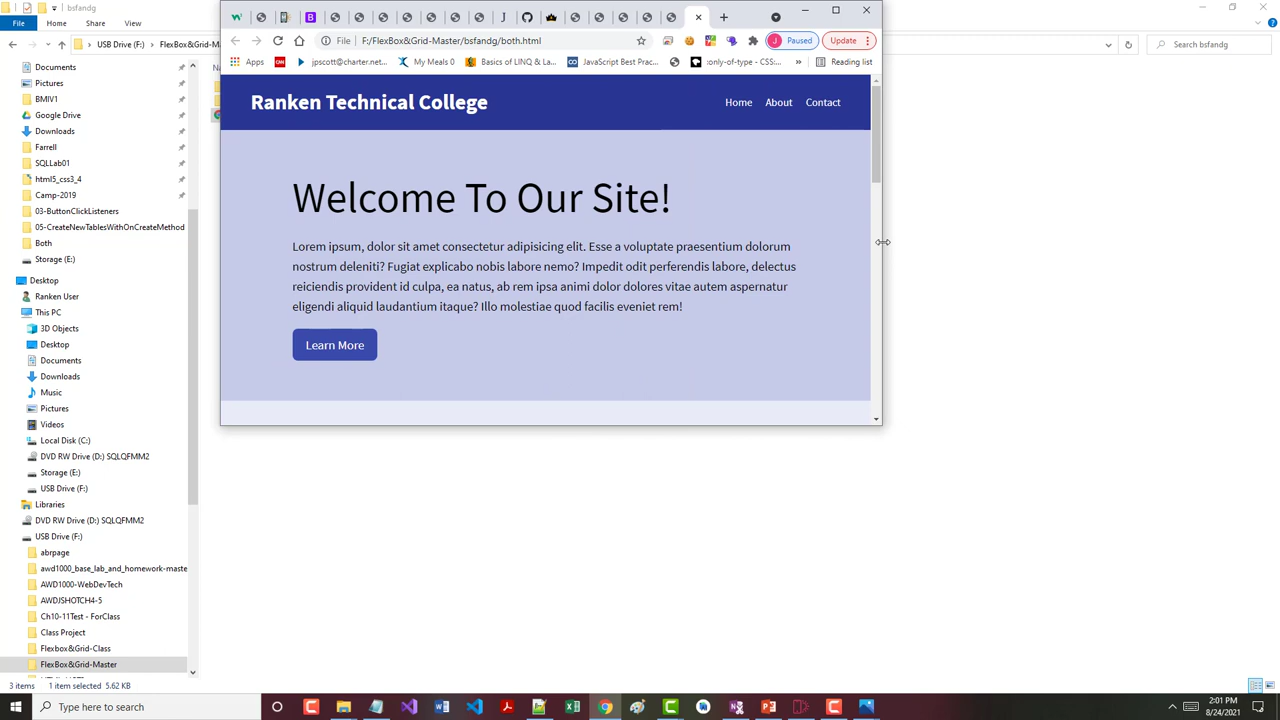 bsfandg
File Home Share View
USB Drive (F:) FlexBox&Grid-M
Search bsfandg
Documents
Pictures
BMIV1
Google Drive
Downloads
Farrell
SQLLab01
html5_css3_4
Camp-2019
03-ButtonClickListeners
05-CreateNewTablesWithOnCreateMethod
Both
Storage (E:)
Desktop
Ranken User
This PC
3D Objects
Desktop
Documents
Downloads
Music
Pictures
Videos
Local Disk (C:)
DVD RW Drive (D:) SQLQFMM2
Storage (E:)
USB Drive (F:)
Libraries
DVD RW Drive (D:) SQLQFMM2
USB Drive (F:)
abrpage
awd1000_base_lab_and_homework-maste
AWD1000-WebDevTech
AWDJSHOTCH4-5
Ch10-11Test - ForClass
Class Project
Flexbox&Grid-Class
FlexBox&Grid-Master
3 items 1 item selected 5.62 KB
File F:/FlexBox&Grid-Master/bsfandg/both.html
J Paused Update
Apps jpscott@charter.net... My Meals 0 Basics of LINQ & La... JavaScript Best Prac... :only-of-type - CSS:... » Reading list
Ranken Technical College Home About Contact
Welcome To Our Site!
Lorem ipsum, dolor sit amet consectetur adipisicing elit. Esse a voluptate praesentium dolorum
nostrum deleniti? Fugiat explicabo nobis labore nemo? Impedit odit perferendis labore, delectus
reiciendis provident id culpa, ea natus, ab rem ipsa animi dolor dolores vitae autem aspernatur
eligendi aliquid laudantium itaque? Illo molestiae quod facilis eveniet rem!
Learn More
Type here to search
2:01 PM
8/24/2021